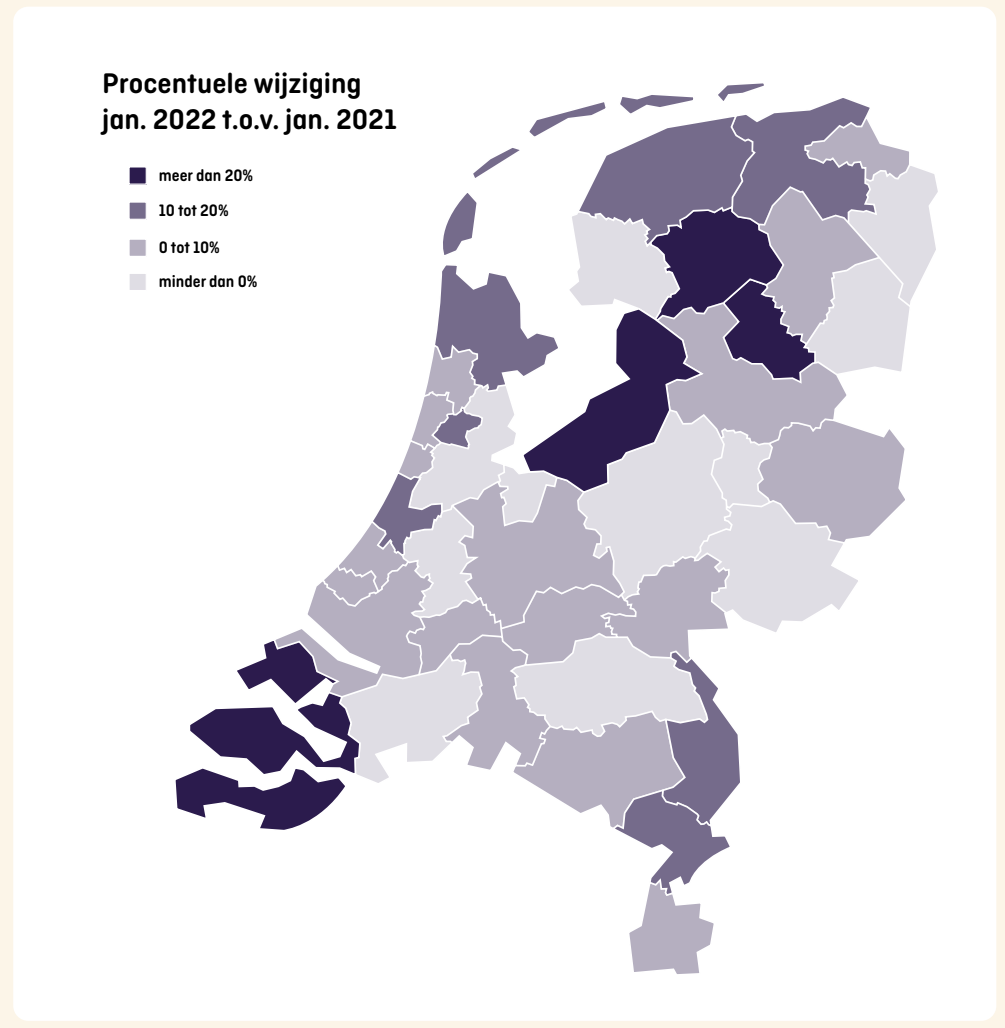 Procentuele wijziging
jan. 2022 t.o.v. jan. 2021
meer dan 20%
10 tot 20%
0 tot 10%
minder dan 0%